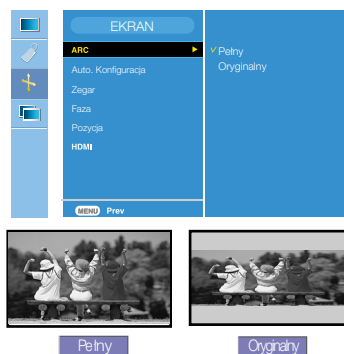 EKRAN
ARC
Auto. Konfiguracja
Zegar
Faza
Pozycja
HDMI
Pełny
Oryginalny
MENU Prev
Pełny
Oryginalny